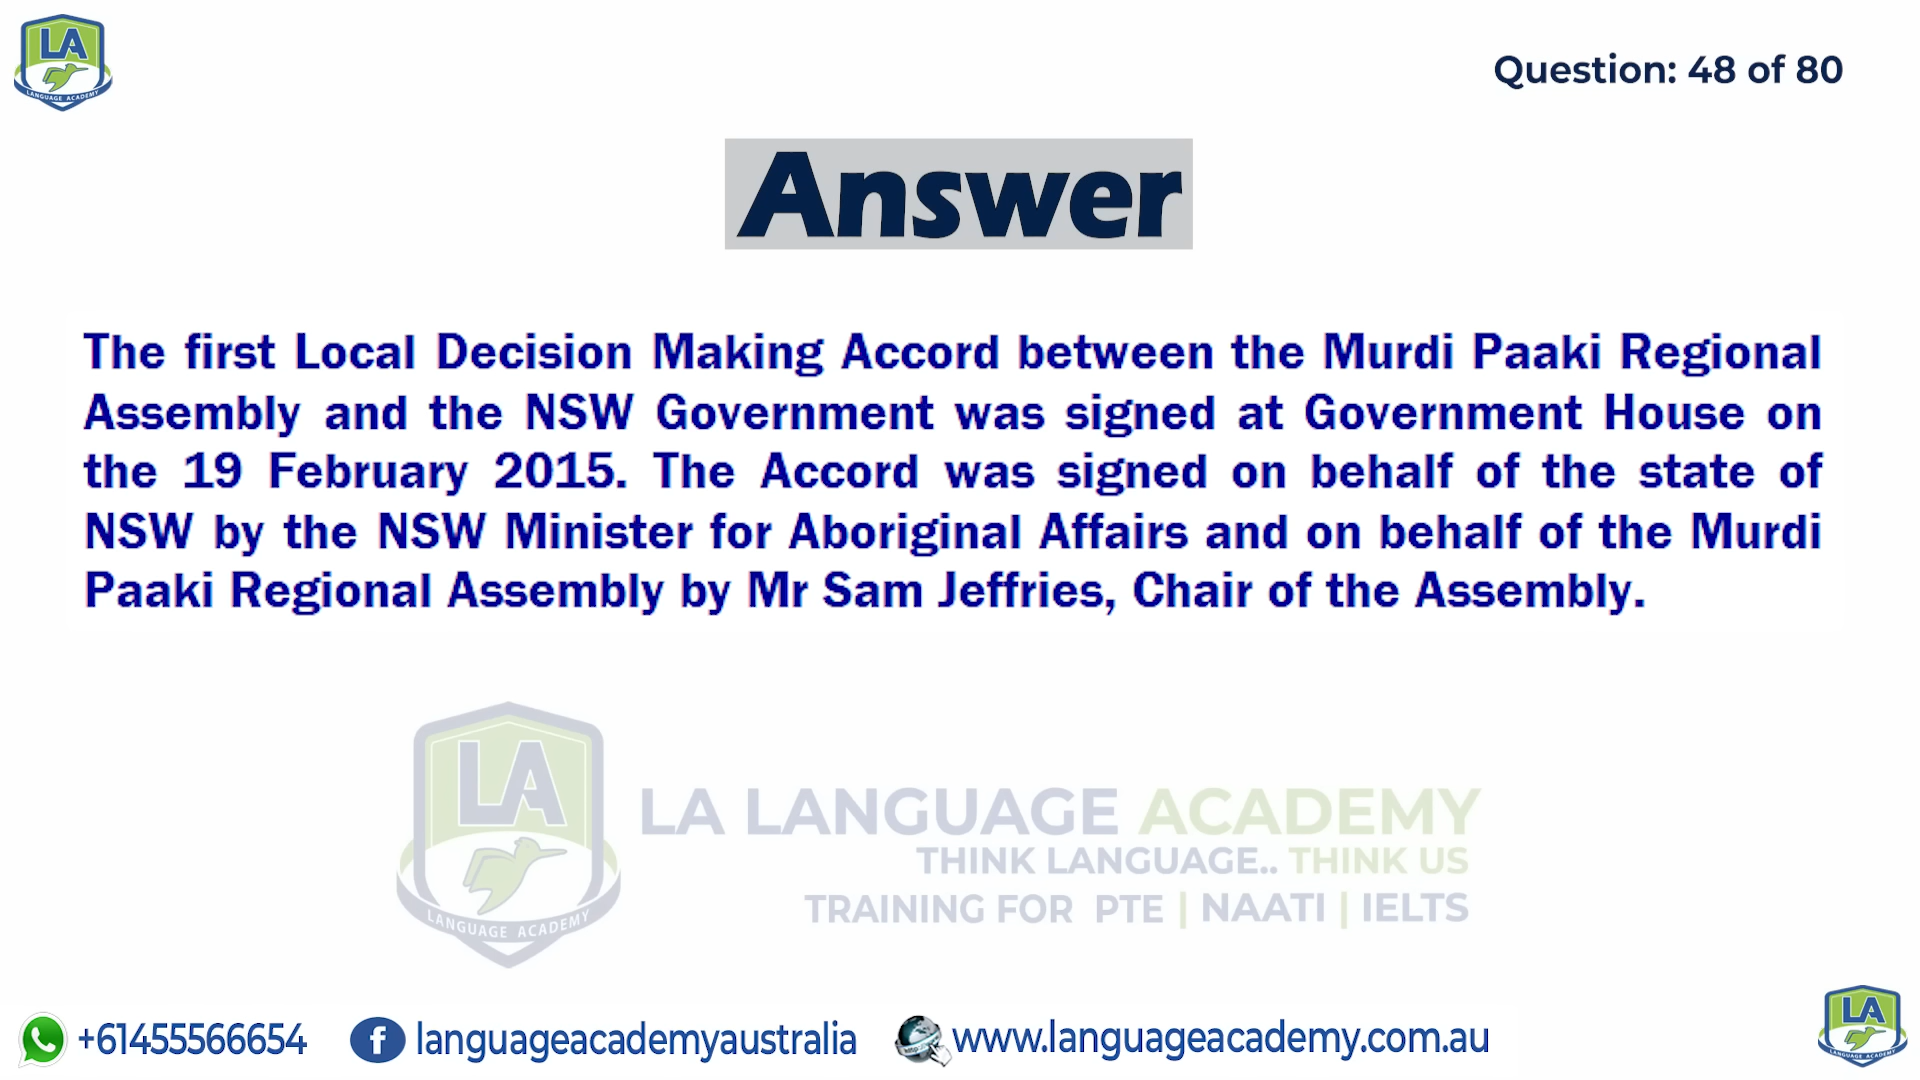 LA
LANGUAGE ACADEMY
Question: 48 of 80
Answer
The first Local Decision Making Accord between the Murdi Paaki Regional
Assembly and the NSW Government was signed at Government House on
the 19 February 2015. The Accord was signed on behalf of the state of
NSW by the NSW Minister for Aboriginal Affairs and on behalf of the Murdi
Paaki Regional Assembly by Mr Sam Jeffries, Chair of the Assembly.
LA
LANGUAGE ACADEMY
LA LANGUAGE ACADEMY
THINK LANGUAGE.. THINK US
TRAINING FOR PTE | NAATI | IELTS
+61455566654
languageacademyaustralia
www.languageacademy.com.au
LA
LANGUAGE ACADEMY